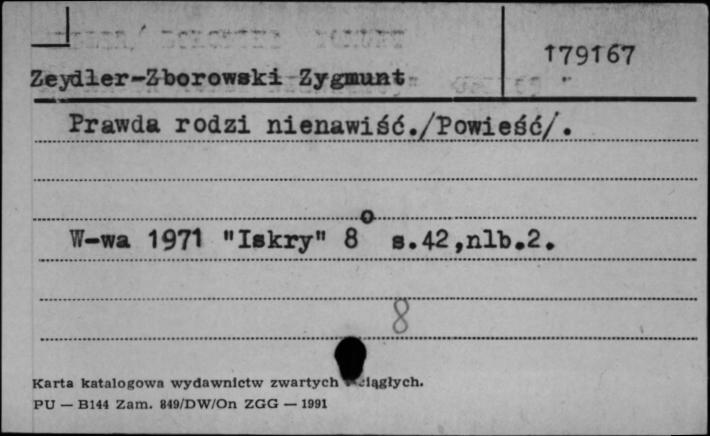 179167
Zeydler-Zborowski Zygmunt
Prawda rodzi nienawiść./Powieść/.
W-wa 1971 "Iskry" 8o s.42,nlb.2.
8
Karta katalogowa wydawnictw zwartych ciągłych.
PU — B144 Zam. 849/DW/On ZGG — 1991